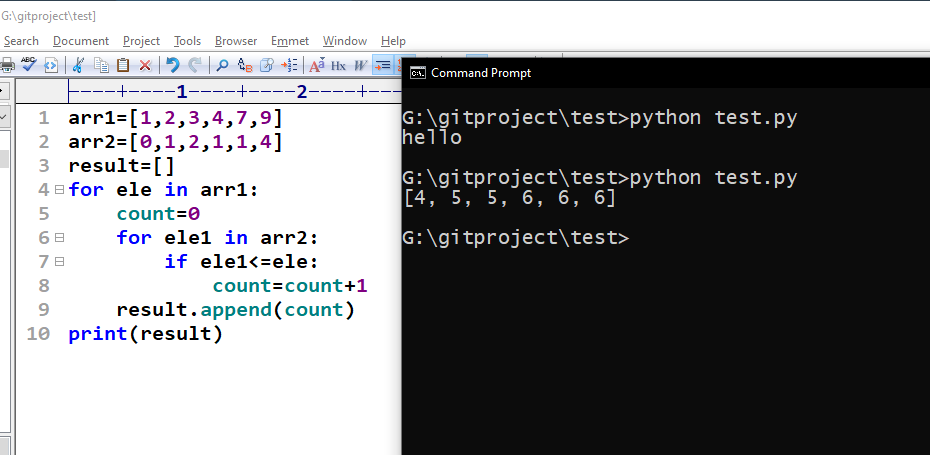 G:\gitproject\test]
Search Document Project Tools Browser Emmet Window Help
ABC
Hx W
----+----1----+----2----+---
Command Prompt
1 arr1=[1,2,3,4,7,9]
2 arr2=[0,1,2,1,1,4]
3 result=[]
4 for ele in arr1:
5     count=0
6     for ele1 in arr2:
7         if ele1<=ele:
8             count=count+1
9     result.append(count)
10 print(result)
G:\gitproject\test>python test.py
hello
G:\gitproject\test>python test.py
[4, 5, 5, 6, 6, 6]
G:\gitproject\test>